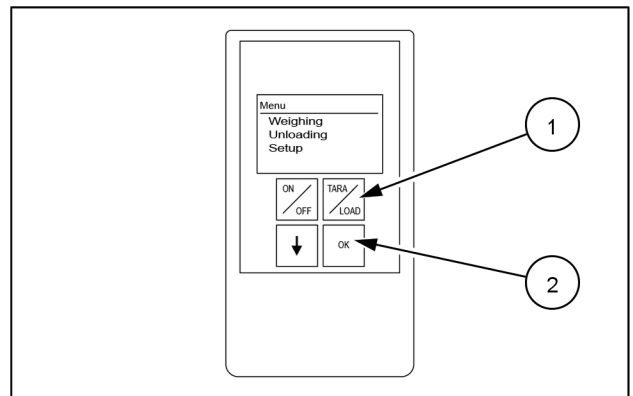 Menu
Weighing
Unloading
Setup
ON
OFF
TARA
LOAD
OK
1
2